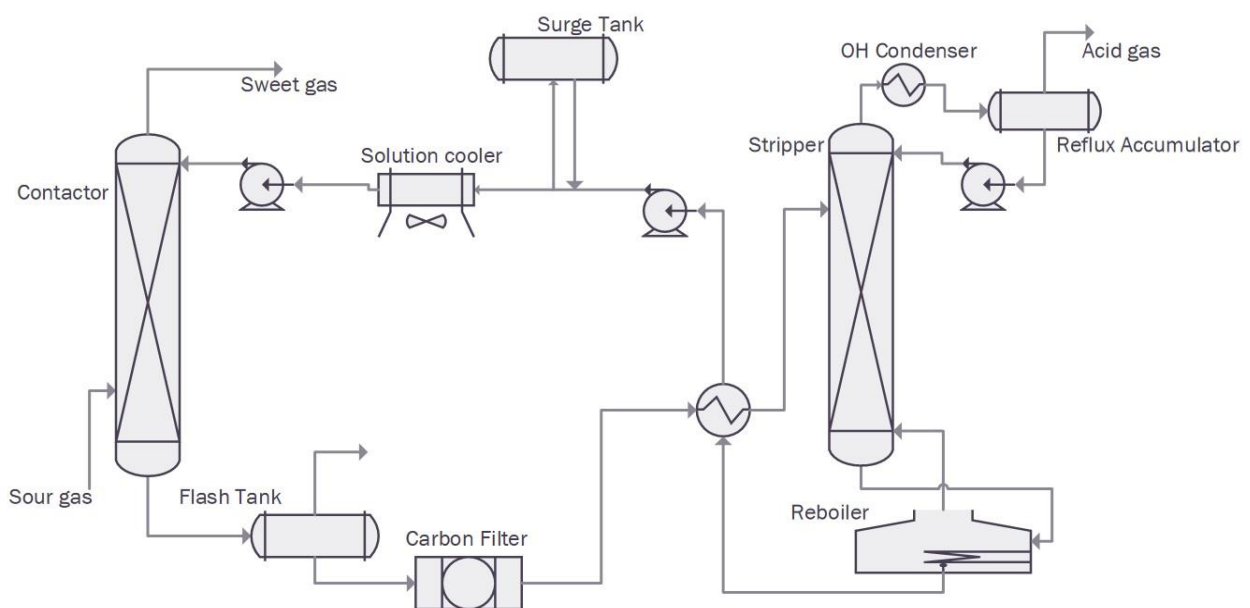 Surge Tank
OH Condenser
Acid gas
Sweet gas
Stripper
Reflux Accumulator
Solution cooler
Contactor
Sour gas
Flash Tank
Carbon Filter
Reboiler